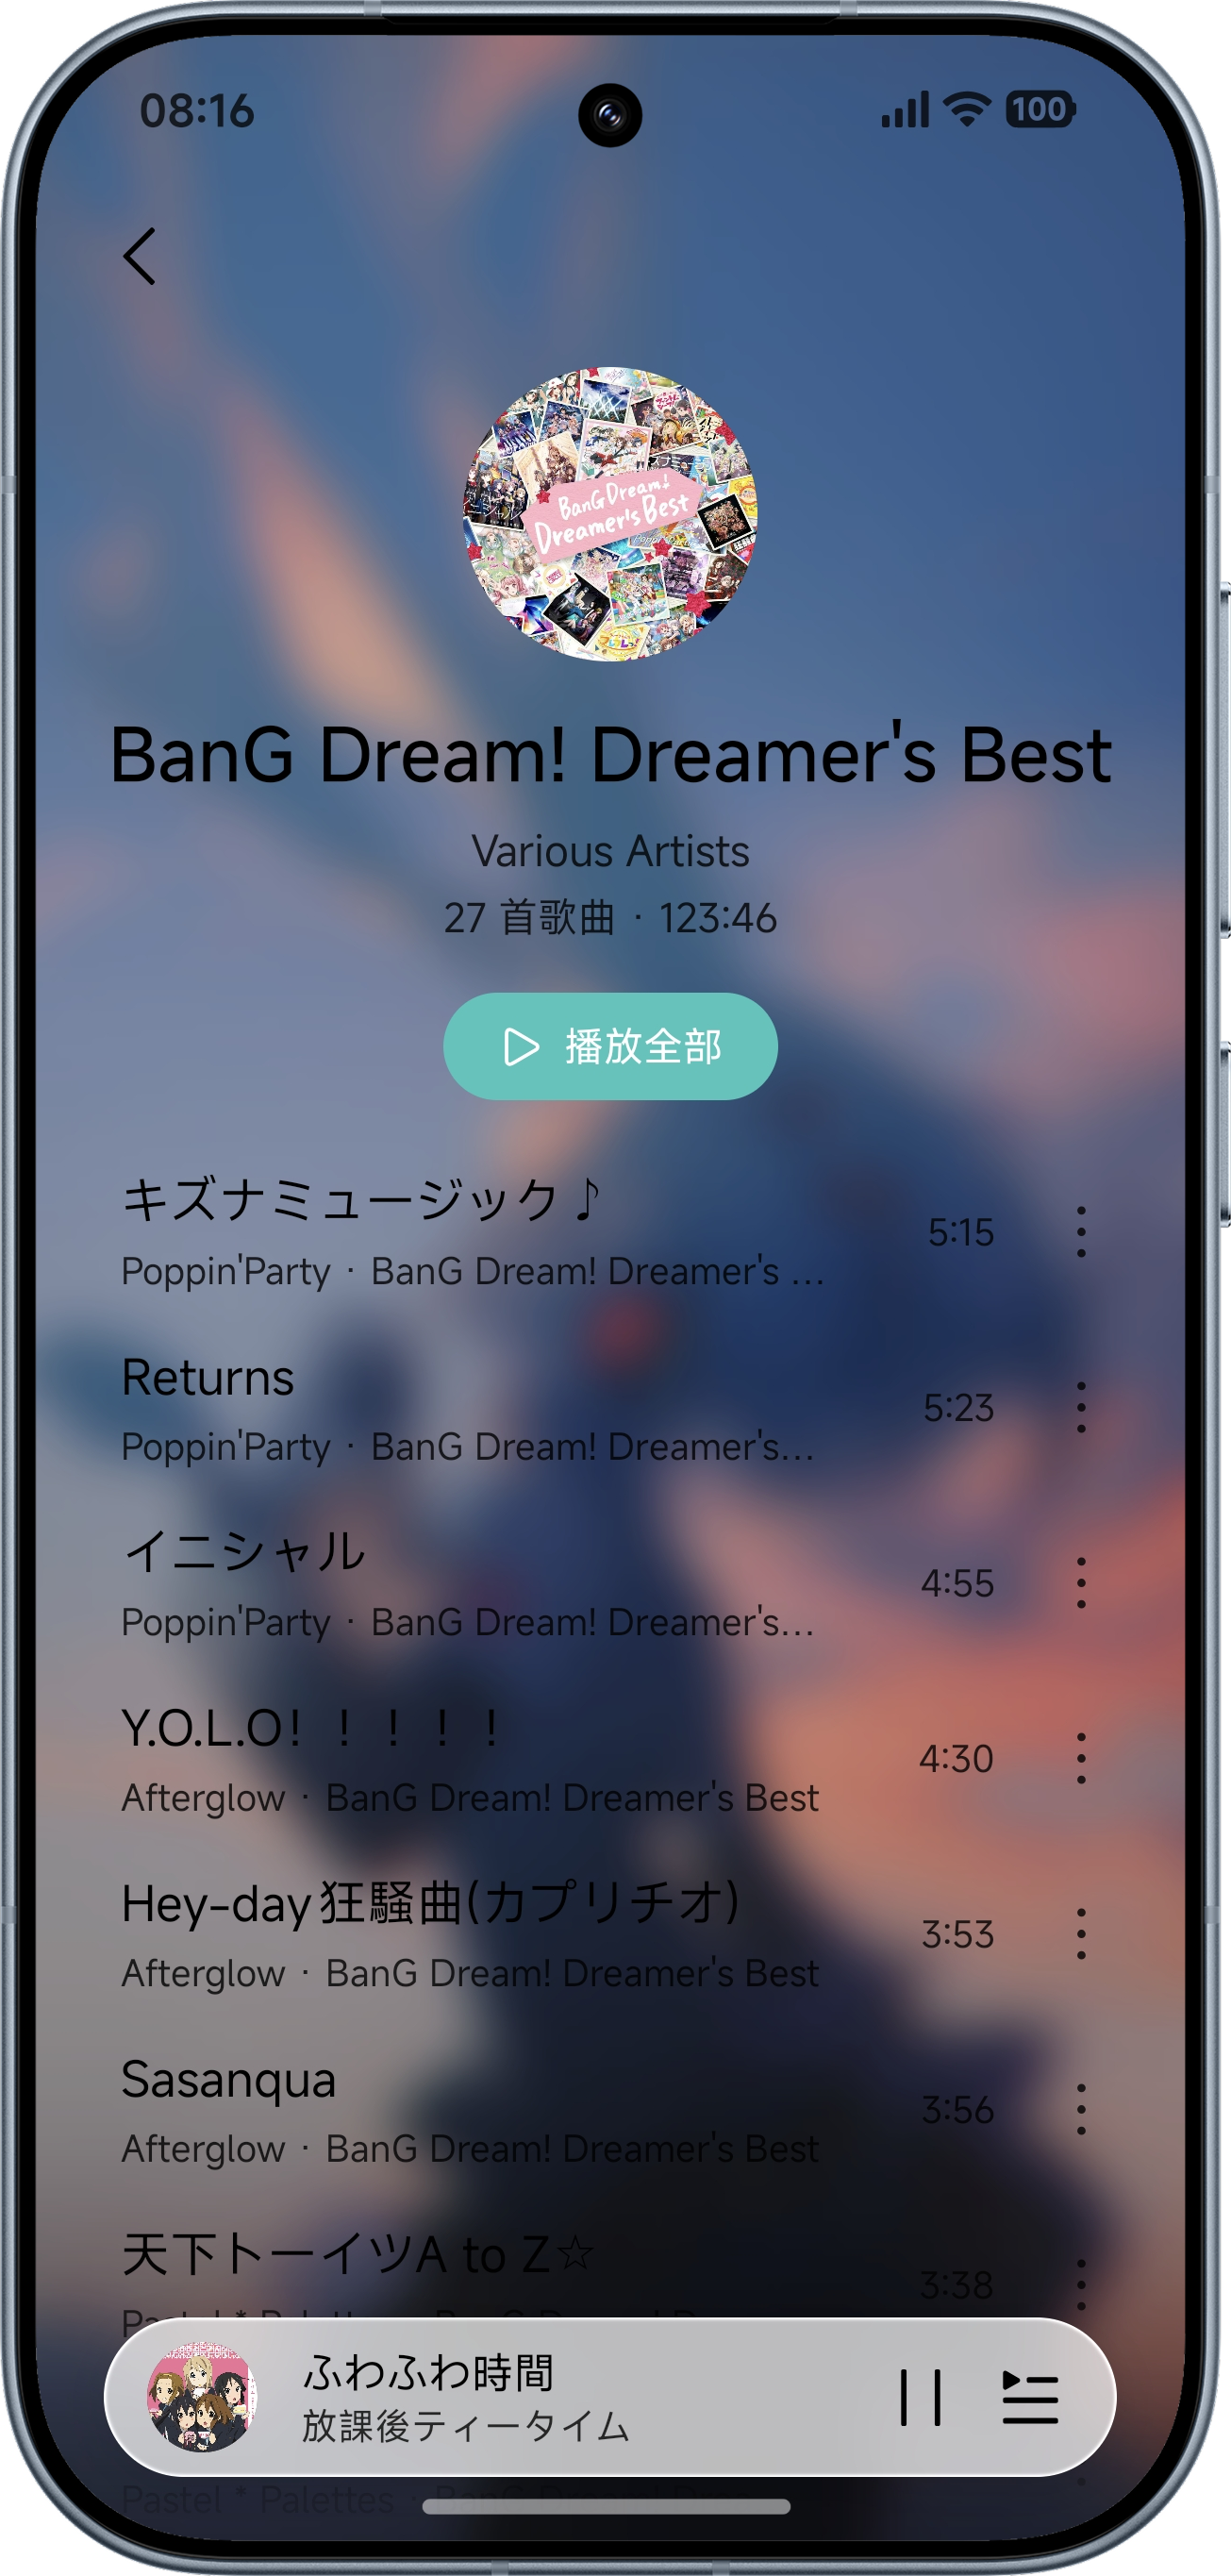 08:16
100
BanG Dream!
Dreamer's Best
BanG Dream! Dreamer's Best
Various Artists
27 首歌曲 · 123:46
播放全部
キズナミュージック♪
5:15
Poppin'Party · BanG Dream! Dreamer's ...
Returns
5:23
Poppin'Party · BanG Dream! Dreamer's...
イニシャル
4:55
Poppin'Party · BanG Dream! Dreamer's...
Y.O.L.O！！！！！
4:30
Afterglow · BanG Dream! Dreamer's Best
Hey-day狂騒曲(カプリチオ)
3:53
Afterglow · BanG Dream! Dreamer's Best
Sasanqua
3:56
Afterglow · BanG Dream! Dreamer's Best
天下トーイツA to Z☆
3:38
ふわふわ時間
放課後ティータイム
Pastel * Palettes ·